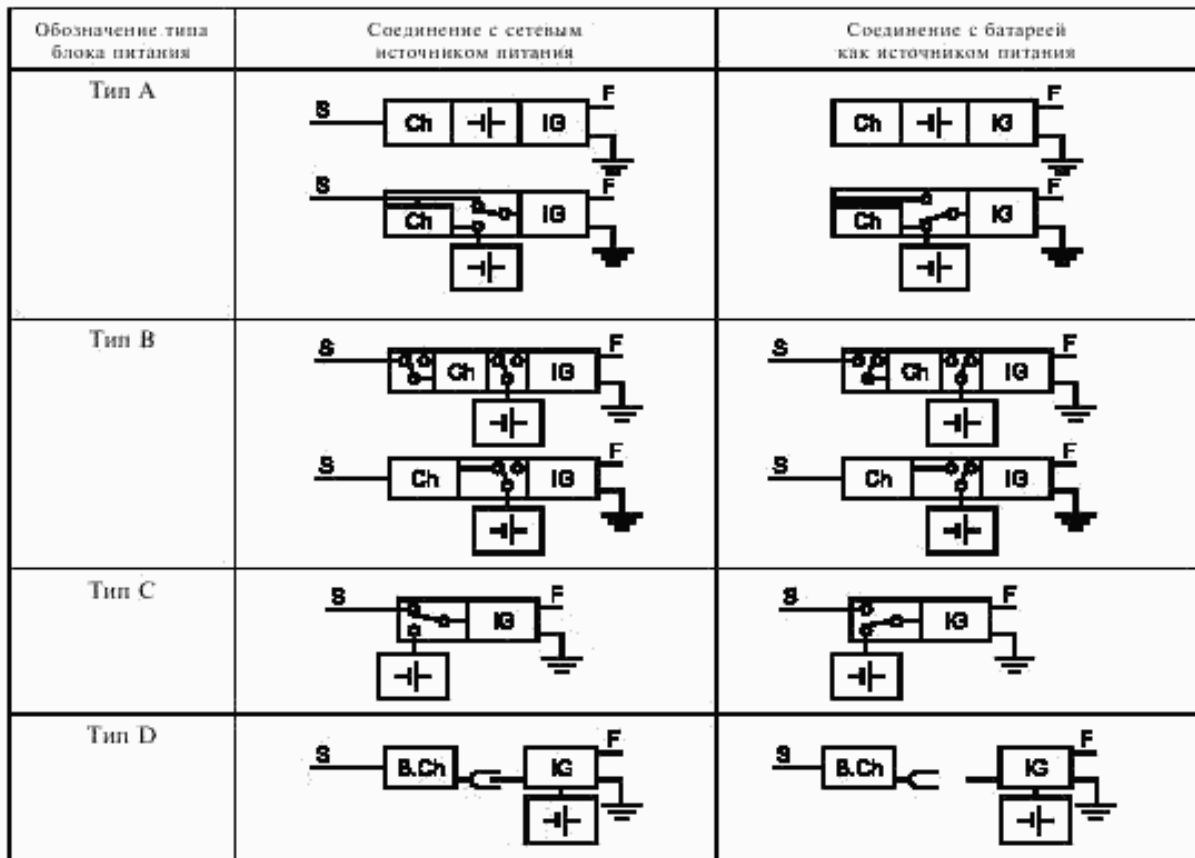 Обозначение типа
блока питания
Соединение с сетевым
источником питания
Соединение с батареей
как источником питания
Тип A
S
Ch
IG
F
Ch
IG
F
S
Ch
IG
F
Ch
IG
F
Тип B
S
Ch
IG
F
S
Ch
IG
F
S
Ch
IG
F
S
Ch
IG
F
Тип C
S
IG
F
S
IG
F
Тип D
S
B.Ch
IG
F
S
B.Ch
IG
F